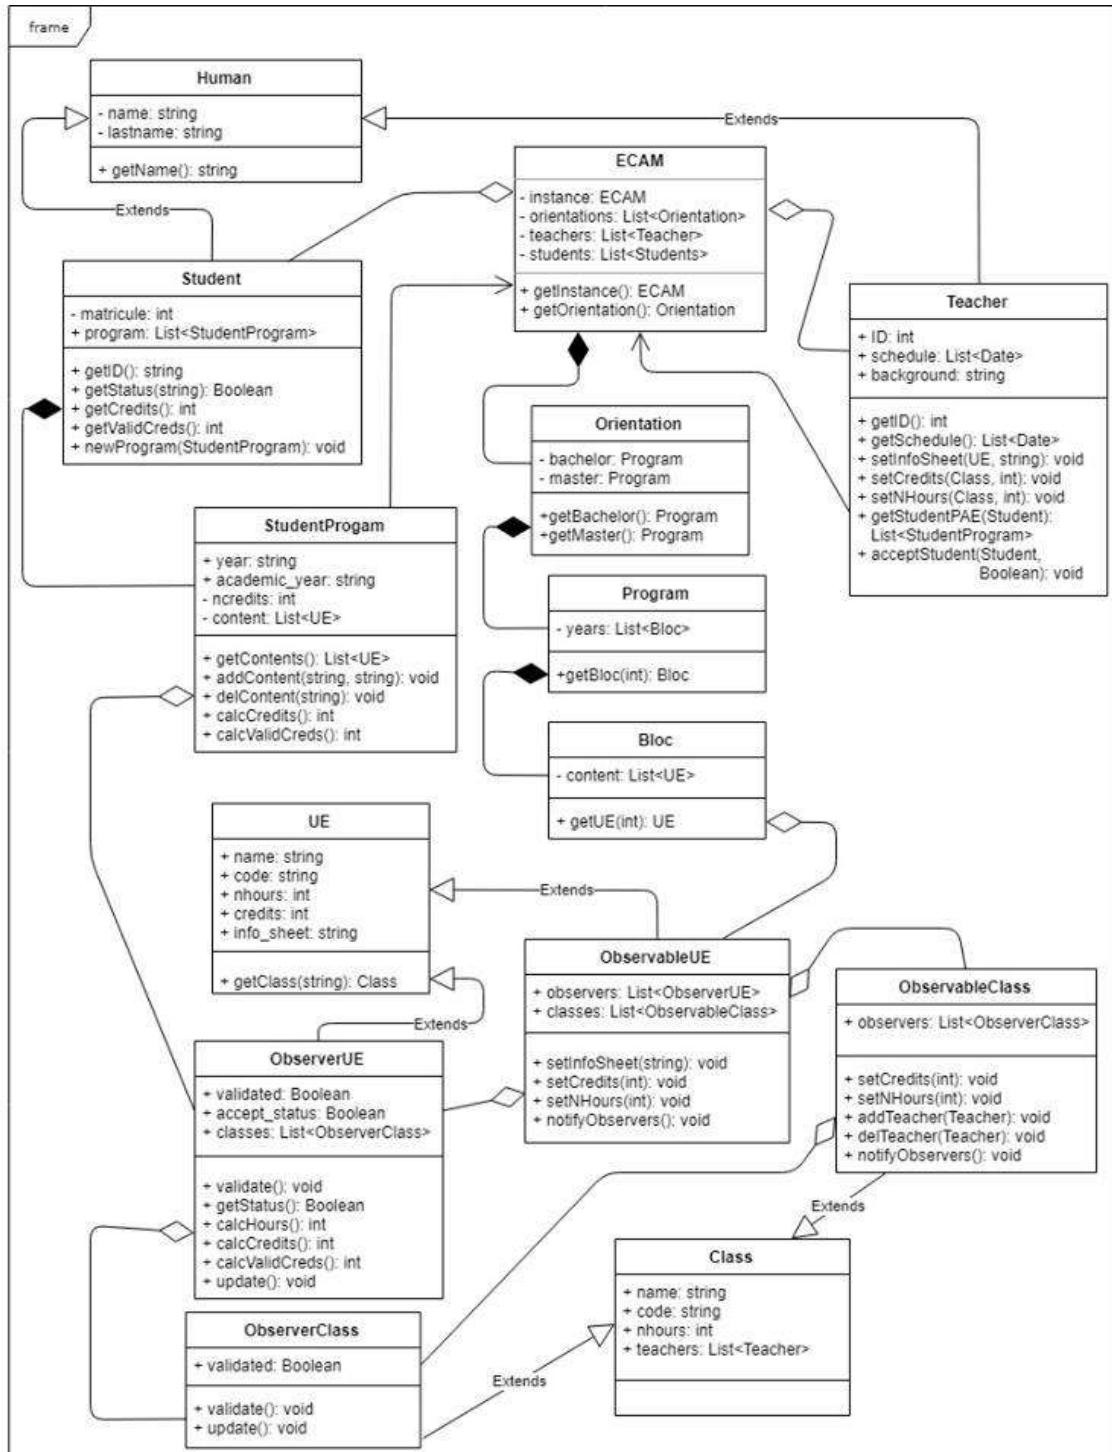 frame
Human
- name: string
- lastname: string
+ getName(): string
Extends
Extends
ECAM
- instance: ECAM
- orientations: List<Orientation>
- teachers: List<Teacher>
- students: List<Students>
+ getInstance(): ECAM
+ getOrientation(): Orientation
Student
- matricule: int
+ program: List<StudentProgram>
+ getID(): string
+ getStatus(string): Boolean
+ getCredits(): int
+ getValidCreds(): int
+ newProgram(StudentProgram): void
Teacher
+ ID: int
+ schedule: List<Date>
+ background: string
+ getID(): int
+ getSchedule(): List<Date>
+ setInfoSheet(UE, string): void
+ setCredits(Class, int): void
+ setNHours(Class, int): void
+ getStudentPAE(Student):
List<StudentProgram>
+ acceptStudent(Student,
Boolean): void
Orientation
- bachelor: Program
- master: Program
+getBachelor(): Program
+getMaster(): Program
StudentProgam
+ year: string
+ academic_year: string
- ncredits: int
- content: List<UE>
+ getContents(): List<UE>
+ addContent(string, string): void
+ delContent(string): void
+ calcCredits(): int
+ calcValidCreds(): int
Program
- years: List<Bloc>
+getBloc(int): Bloc
Bloc
- content: List<UE>
+ getUE(int): UE
UE
+ name: string
+ code: string
+ nhours: int
+ credits: int
+ info_sheet: string
+ getClass(string): Class
Extends
Extends
ObservableUE
+ observers: List<ObserverUE>
+ classes: List<ObservableClass>
+ setInfoSheet(string): void
+ setCredits(int): void
+ setNHours(int): void
+ notifyObservers(): void
ObservableClass
+ observers: List<ObserverClass>
+ setCredits(int): void
+ setNHours(int): void
+ addTeacher(Teacher): void
+ delTeacher(Teacher): void
+ notifyObservers(): void
ObserverUE
+ validated: Boolean
+ accept_status: Boolean
+ classes: List<ObserverClass>
+ validate(): void
+ getStatus(): Boolean
+ calcHours(): int
+ calcCredits(): int
+ calcValidCreds(): int
+ update(): void
Extends
Class
+ name: string
+ code: string
+ nhours: int
+ teachers: List<Teacher>
ObserverClass
+ validated: Boolean
+ validate(): void
+ update(): void
Extends